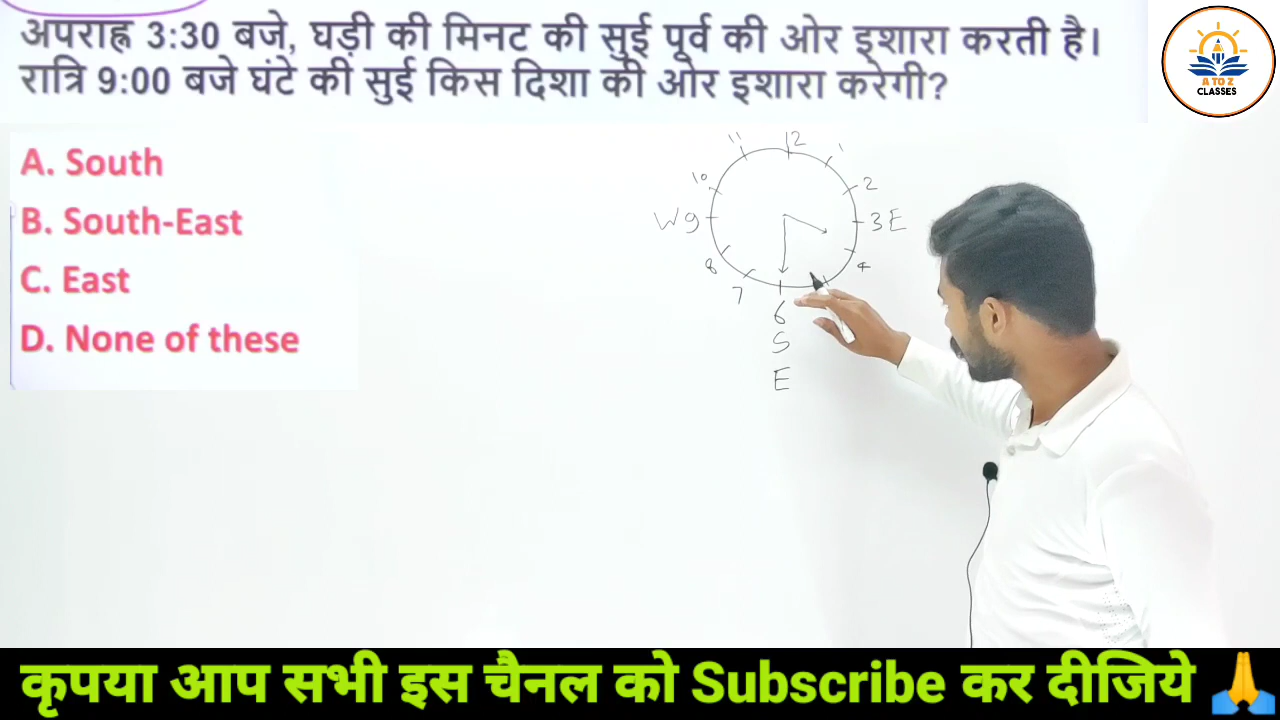 अपराह्न 3:30 बजे, घड़ी की मिनट की सुई पूर्व की ओर इशारा करती है।
रात्रि 9:00 बजे घंटे की सुई किस दिशा की ओर इशारा करेगी?
A TO Z
CLASSES
A. South
B. South-East
C. East
D. None of these
11 12 1
10 2
W 9 3 E
8 4
7 6
S
E
कृपया आप सभी इस चैनल को Subscribe कर दीजिये 🙏